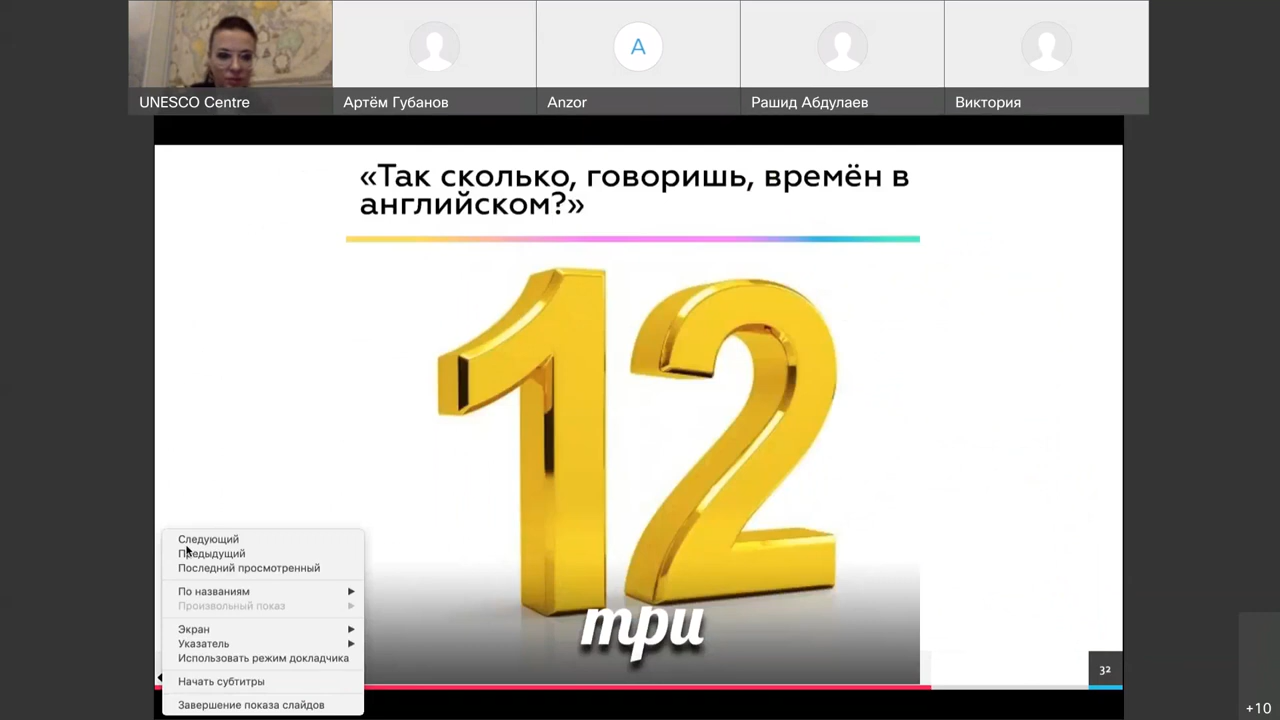 UNESCO Centre
Артём Губанов
A
Anzor
Рашид Абдулаев
Виктория
«Так сколько, говоришь, времён в
английском?»
12
три
Следующий
Предыдущий
Последний просмотренный
По названиям
Произвольный показ
Экран
Указатель
Использовать режим докладчика
Начать субтитры
Завершение показа слайдов
32
+10